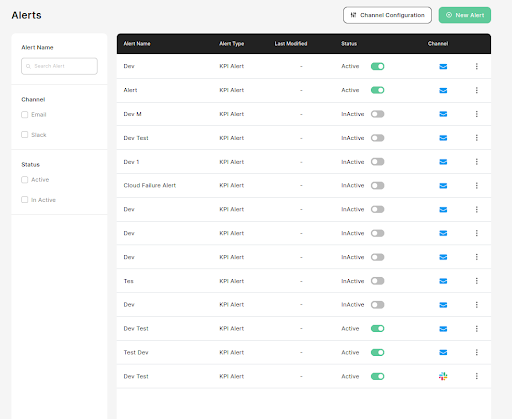 Alerts
Channel Configuration
New Alert
Alert Name
Search Alert
Channel
Email
Slack
Status
Active
In Active
Alert Name Alert Type Last Modified Status Channel
Dev KPI Alert - Active
Alert KPI Alert - Active
Dev M KPI Alert - InActive
Dev Test KPI Alert - InActive
Dev 1 KPI Alert - InActive
Cloud Failure Alert KPI Alert - InActive
Dev KPI Alert - InActive
Dev KPI Alert - InActive
Dev KPI Alert - InActive
Tes KPI Alert - InActive
Dev KPI Alert - InActive
Dev Test KPI Alert - Active
Test Dev KPI Alert - Active
Dev Test KPI Alert - Active